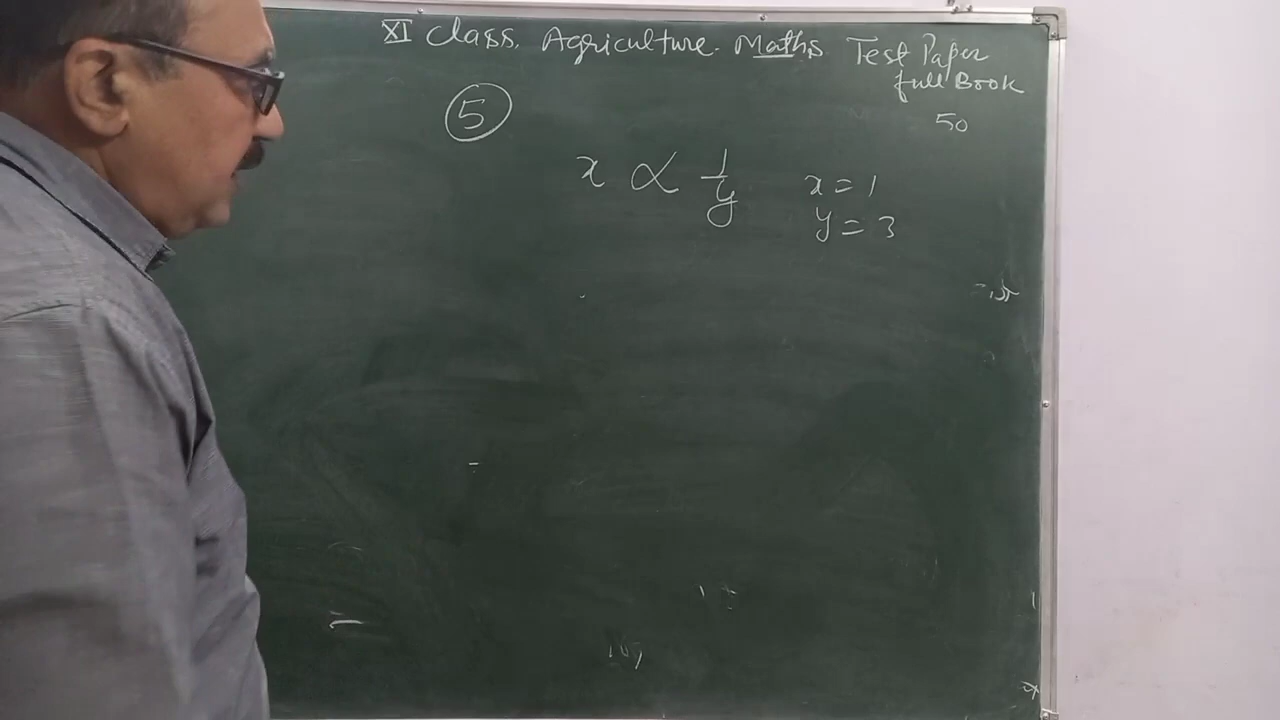 XI Class. Agriculture. Maths Test Paper
full Book
50
5
x ∝ 1/y x = 1
y = 3